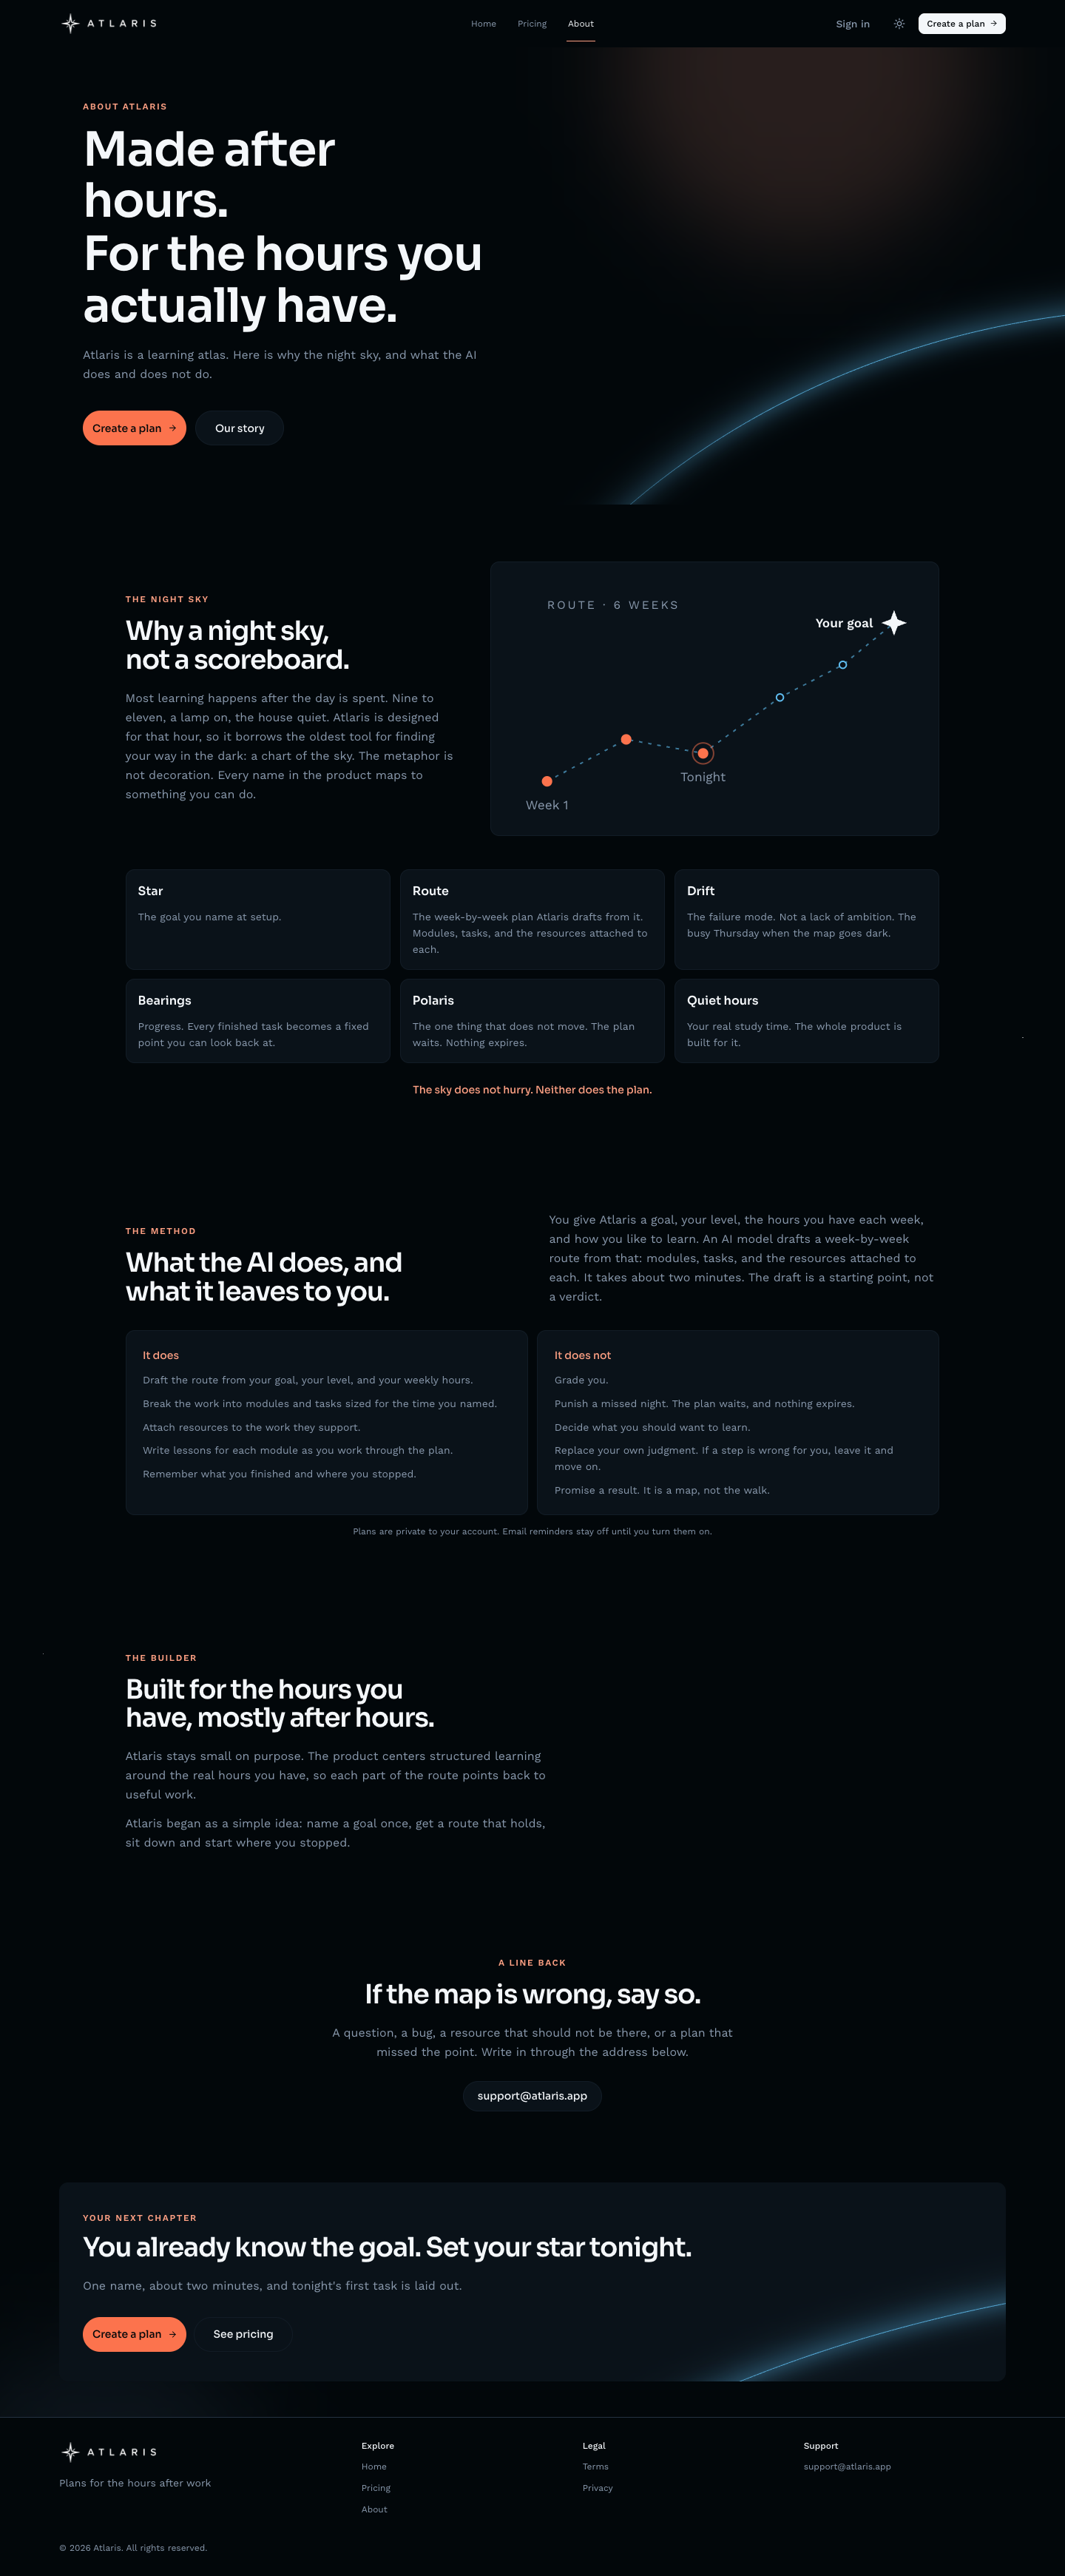 ATLARIS
Home
Pricing
About
Sign in
Create a plan →
ABOUT ATLARIS
Made after
hours.
For the hours you
actually have.
Atlaris is a learning atlas. Here is why the night sky, and what the AI
does and does not do.
Create a plan →
Our story
THE NIGHT SKY
Why a night sky,
not a scoreboard.
Most learning happens after the day is spent. Nine to
eleven, a lamp on, the house quiet. Atlaris is designed
for that hour, so it borrows the oldest tool for finding
your way in the dark: a chart of the sky. The metaphor is
not decoration. Every name in the product maps to
something you can do.
ROUTE · 6 WEEKS
Your goal
Tonight
Week 1
Star
The goal you name at setup.
Route
The week-by-week plan Atlaris drafts from it.
Modules, tasks, and the resources attached to
each.
Drift
The failure mode. Not a lack of ambition. The
busy Thursday when the map goes dark.
Bearings
Progress. Every finished task becomes a fixed
point you can look back at.
Polaris
The one thing that does not move. The plan
waits. Nothing expires.
Quiet hours
Your real study time. The whole product is
built for it.
The sky does not hurry. Neither does the plan.
THE METHOD
What the AI does, and
what it leaves to you.
You give Atlaris a goal, your level, the hours you have each week,
and how you like to learn. An AI model drafts a week-by-week
route from that: modules, tasks, and the resources attached to
each. It takes about two minutes. The draft is a starting point, not
a verdict.
It does
Draft the route from your goal, your level, and your weekly hours.
Break the work into modules and tasks sized for the time you named.
Attach resources to the work they support.
Write lessons for each module as you work through the plan.
Remember what you finished and where you stopped.
It does not
Grade you.
Punish a missed night. The plan waits, and nothing expires.
Decide what you should want to learn.
Replace your own judgment. If a step is wrong for you, leave it and
move on.
Promise a result. It is a map, not the walk.
Plans are private to your account. Email reminders stay off until you turn them on.
THE BUILDER
Built for the hours you
have, mostly after hours.
Atlaris stays small on purpose. The product centers structured learning
around the real hours you have, so each part of the route points back to
useful work.
Atlaris began as a simple idea: name a goal once, get a route that holds,
sit down and start where you stopped.
A LINE BACK
If the map is wrong, say so.
A question, a bug, a resource that should not be there, or a plan that
missed the point. Write in through the address below.
support@atlaris.app
YOUR NEXT CHAPTER
You already know the goal. Set your star tonight.
One name, about two minutes, and tonight's first task is laid out.
Create a plan →
See pricing
ATLARIS
Plans for the hours after work
Explore
Home
Pricing
About
Legal
Terms
Privacy
Support
support@atlaris.app
© 2026 Atlaris. All rights reserved.